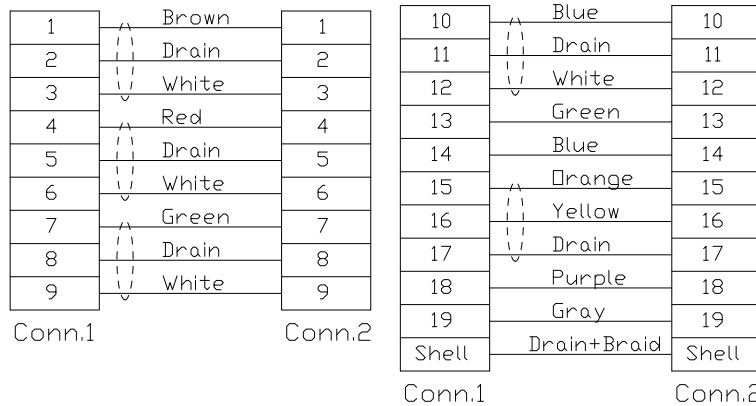 1 Brown 1
2 Drain 2
3 White 3
4 Red 4
5 Drain 5
6 White 6
7 Green 7
8 Drain 8
9 White 9
Conn.1 Conn.2
10 Blue 10
11 Drain 11
12 White 12
13 Green 13
14 Blue 14
15 Orange 15
16 Yellow 16
17 Drain 17
18 Purple 18
19 Gray 19
Shell Drain+Braid Shell
Conn.1 Conn.2